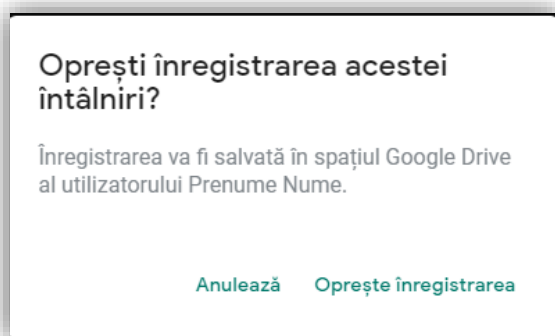 Oprești înregistrarea acestei
întâlniri?
Înregistrarea va fi salvată în spațiul Google Drive
al utilizatorului Prenume Nume.
Anulează Oprește înregistrarea